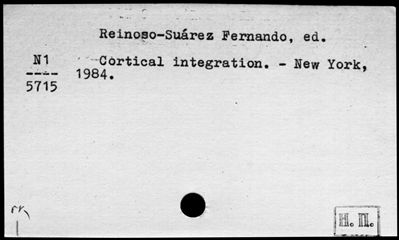 Reinoso-Suárez Fernando, ed.
N1
----
5715
Cortical integration. - New York,
1984.
H. П.